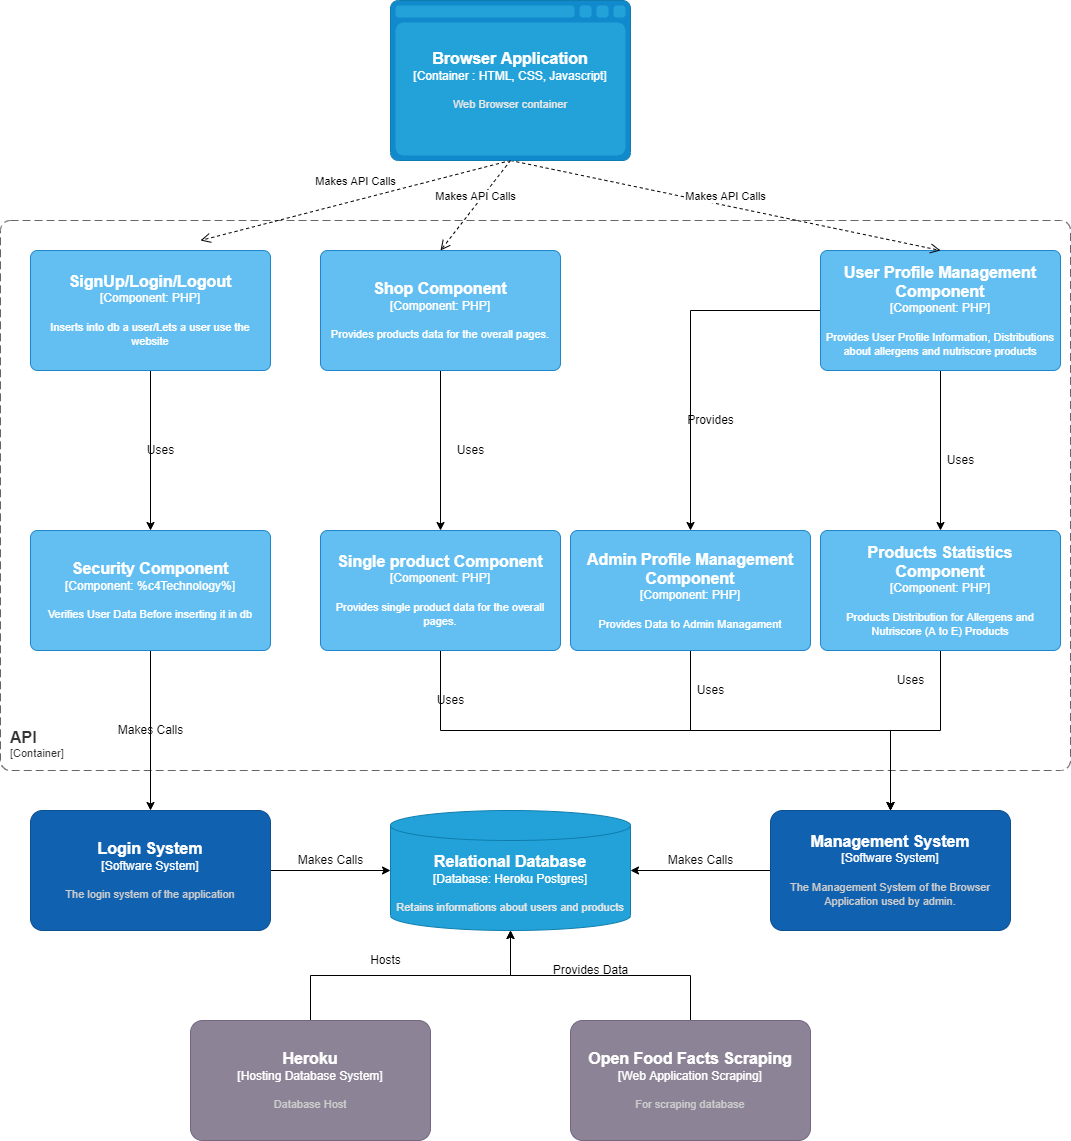 Browser Application
[Container : HTML, CSS, Javascript]
Web Browser container
Makes API Calls
Makes API Calls
Makes API Calls
SignUp/Login/Logout
[Component: PHP]
Inserts into db a user/Lets a user use the
website
Shop Component
[Component: PHP]
Provides products data for the overall pages.
User Profile Management
Component
[Component: PHP]
Provides User Profile Information, Distributions
about allergens and nutriscore products
Uses
Uses
Provides
Uses
Security Component
[Component: %c4Technology%]
Verifies User Data Before inserting it in db
Single product Component
[Component: PHP]
Provides single product data for the overall
pages.
Admin Profile Management
Component
[Component: PHP]
Provides Data to Admin Managament
Products Statistics
Component
[Component: PHP]
Products Distribution for Allergens and
Nutriscore (A to E) Products
Makes Calls
Uses
Uses
Uses
API
[Container]
Login System
[Software System]
The login system of the application
Makes Calls
Relational Database
[Database: Heroku Postgres]
Retains informations about users and products
Makes Calls
Management System
[Software System]
The Management System of the Browser
Application used by admin.
Hosts
Provides Data
Heroku
[Hosting Database System]
Database Host
Open Food Facts Scraping
[Web Application Scraping]
For scraping database